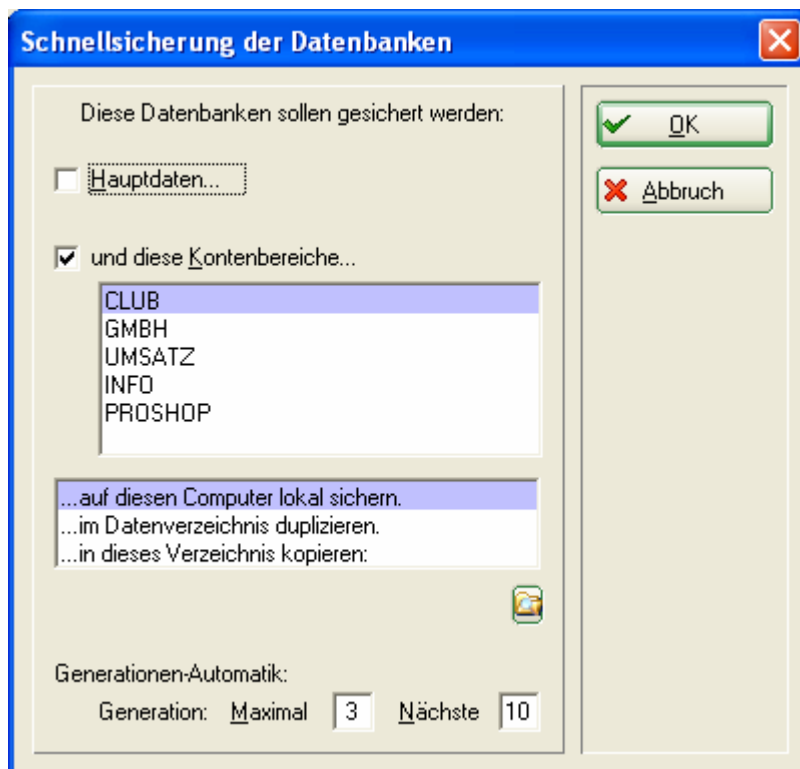 Schnellsicherung der Datenbanken
Diese Datenbanken sollen gesichert werden:
OK
Hauptdaten...
Abbruch
und diese Kontenbereiche...
CLUB
GMBH
UMSATZ
INFO
PROSHOP
...auf diesen Computer lokal sichern.
...im Datenverzeichnis duplizieren.
...in dieses Verzeichnis kopieren:
Generationen-Automatik:
Generation: Maximal 3 Nächste 10